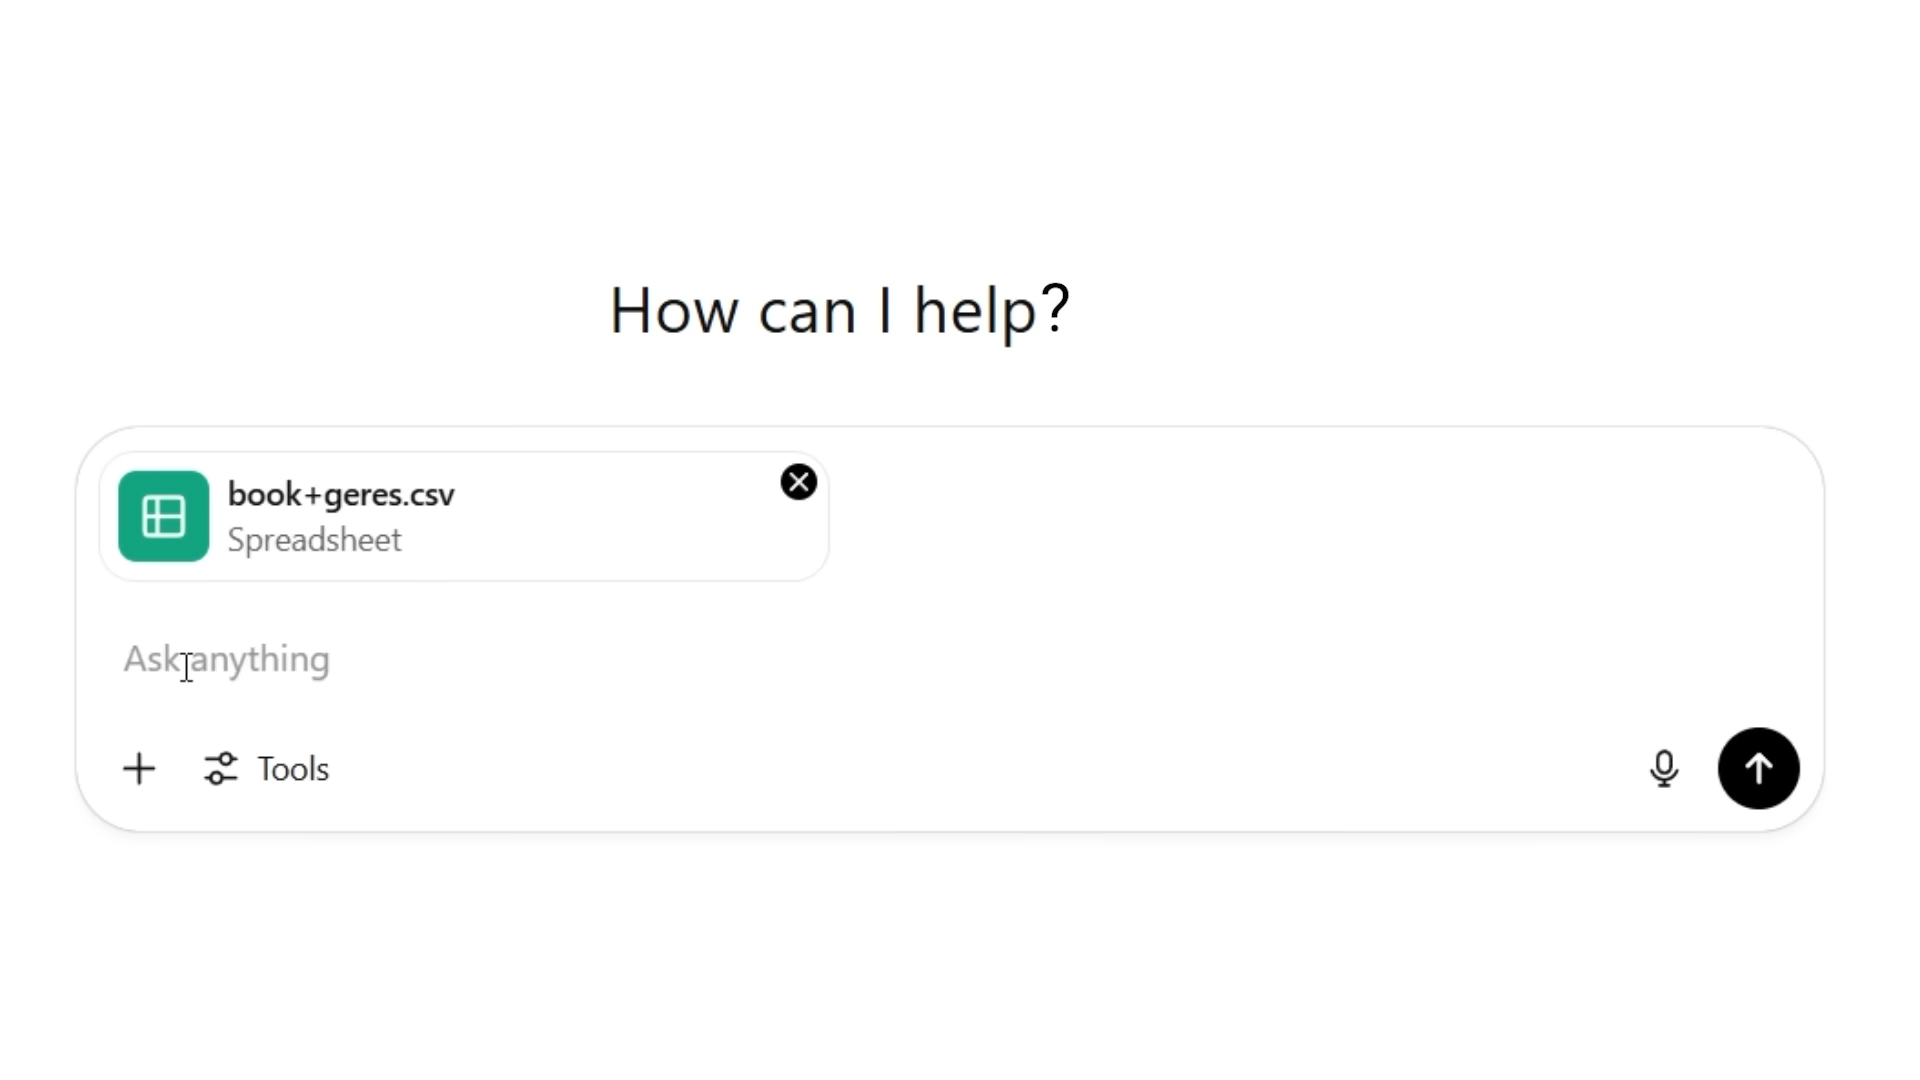 How can I help?
book+geres.csv
Spreadsheet
Ask anything
Tools